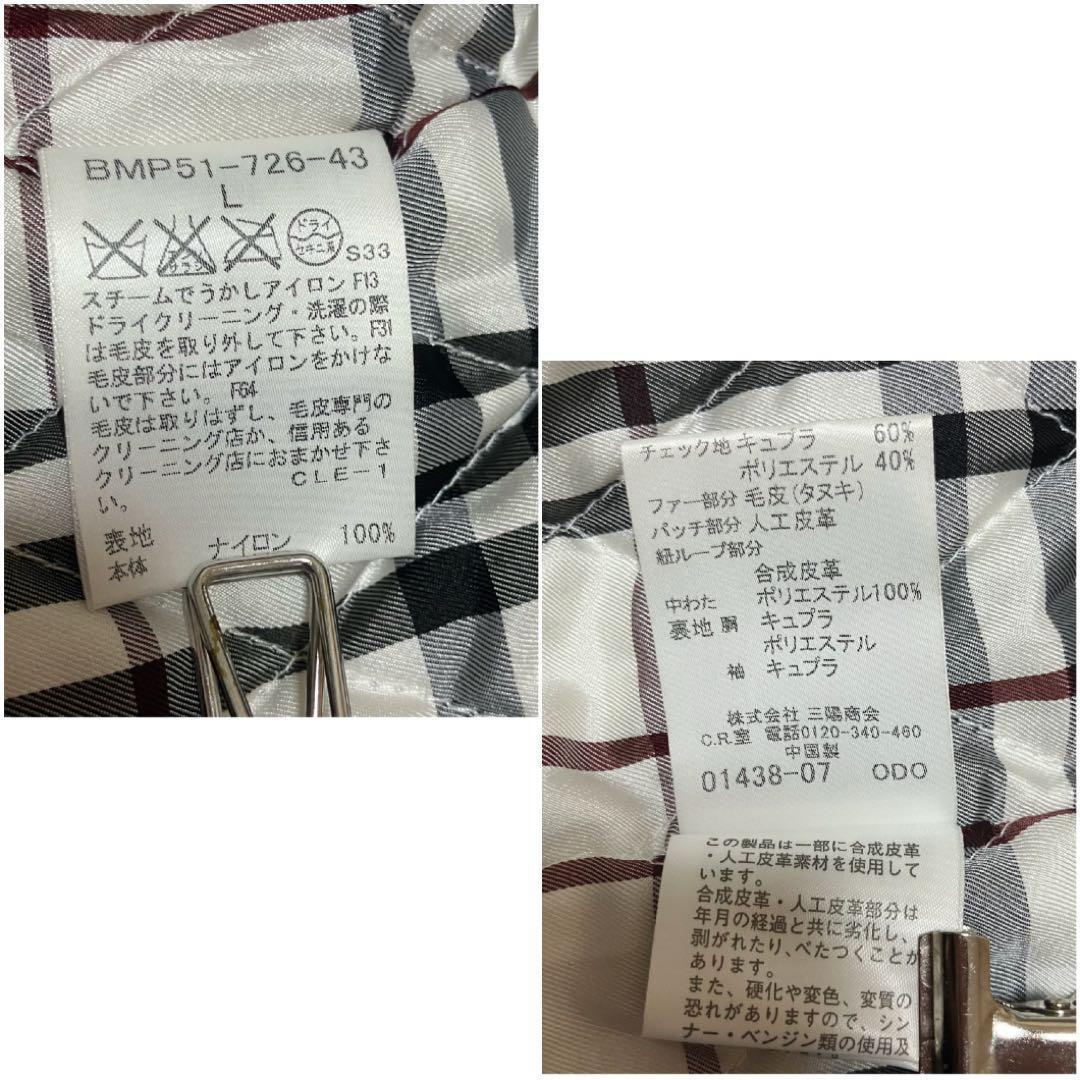 BMP51-726-43
L
サラシ
ドライ
セキユ系
S33
スチームでうかしアイロンF13
ドライクリーニング・洗濯の際
は毛皮を取り外して下さい。F31
毛皮部分にはアイロンをかけな
いで下さい。F64
毛皮は取りはずし、毛皮専門の
クリーニング店か、信用ある
クリーニング店におまかせ下さ
い。 CLE-1
表地 ナイロン 100%
本体
チェック地 キュプラ 60%
ポリエステル 40%
ファー部分 毛皮(タヌキ)
パッチ部分 人工皮革
紐ループ部分
合成皮革
中わた ポリエステル100%
裏地 胴 キュプラ
ポリエステル
袖 キュプラ
株式会社 三陽商会
C.R.室 電話0120-340-460
中国製
01438-07 ODO
この製品は一部に合成皮革
・人工皮革素材を使用して
います。
合成皮革・人工皮革部分は
年月の経過と共に劣化し、
剥がれたり、べたつくことが
あります。
また、硬化や変色、変質の
恐れがありますので、シン
ナー・ベンジン類の使用及